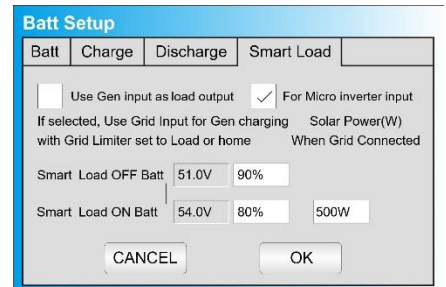 Batt Setup
Batt Charge Discharge Smart Load
Use Gen input as load output For Micro inverter input
If selected, Use Grid Input for Gen charging Solar Power(W)
with Grid Limiter set to Load or home When Grid Connected
Smart Load OFF Batt 51.0V 90%
Smart Load ON Batt 54.0V 80% 500W
CANCEL OK